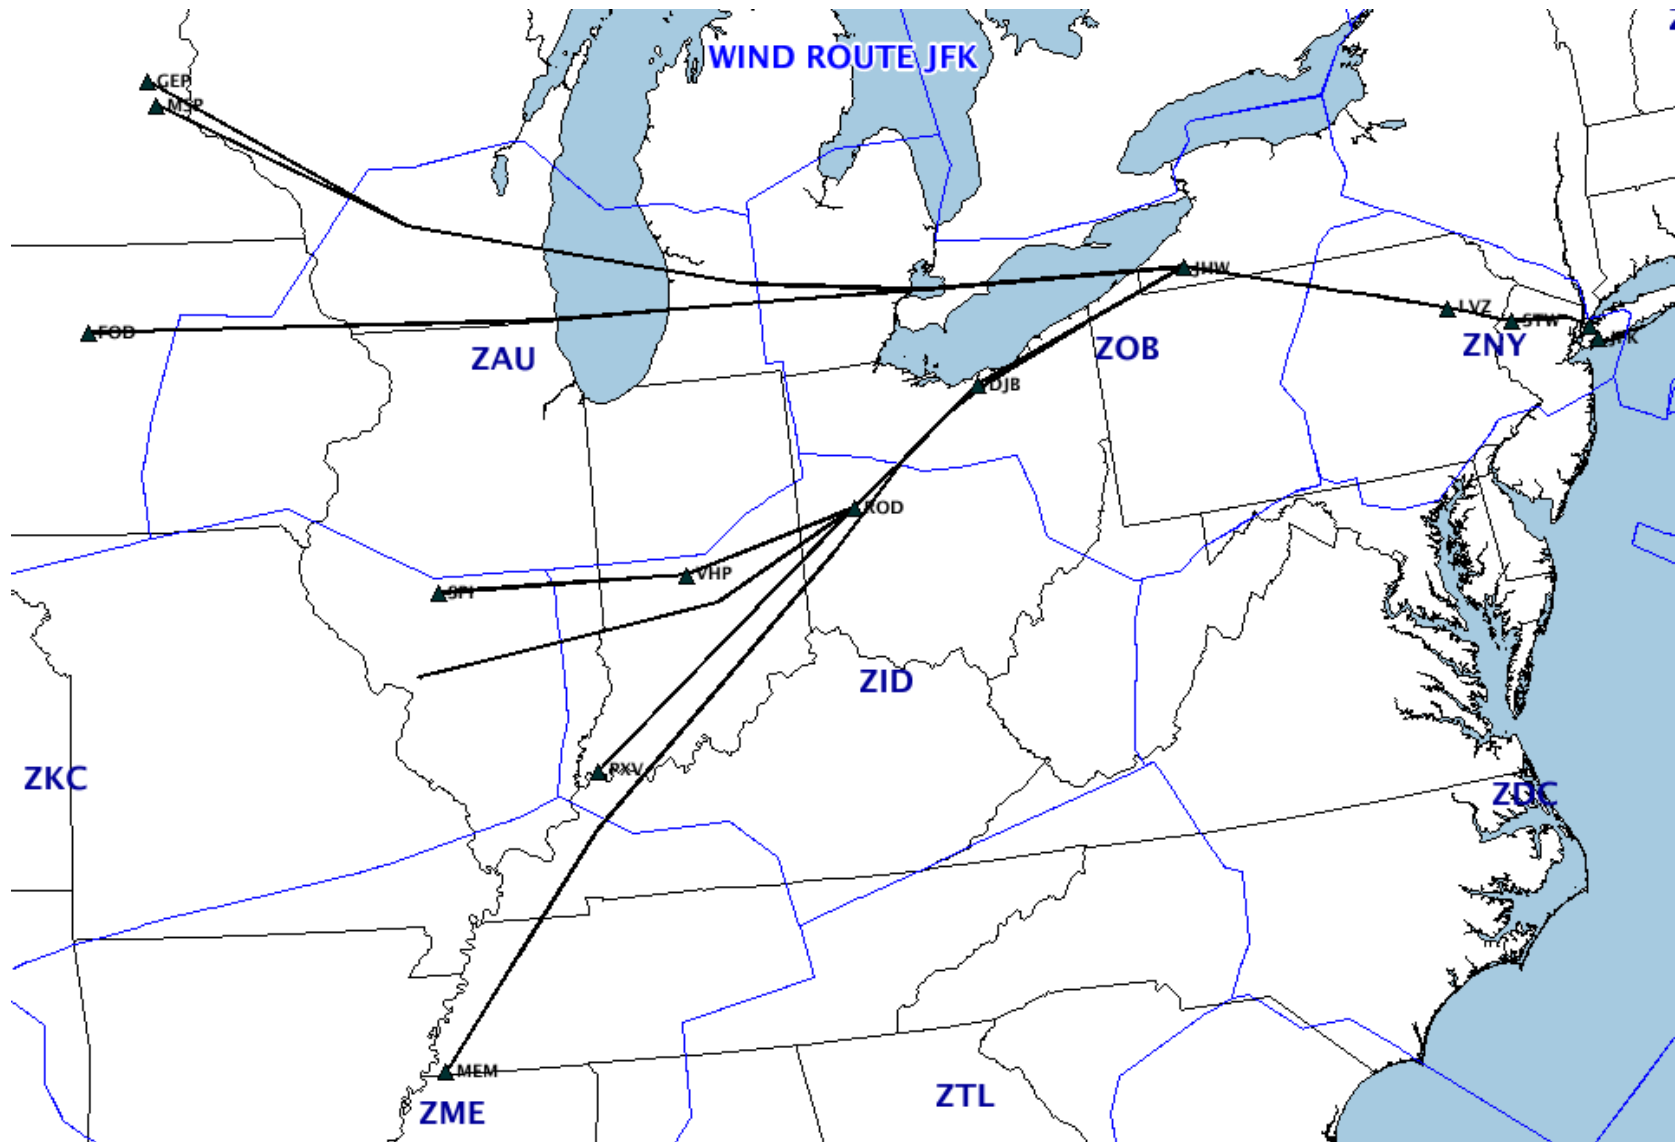 WIND ROUTE JFK
GEP
MSP
JHW
LVZ
STW
FOD
JFK
ZAU
ZOB
ZNY
DJB
ROD
VHP
SPI
ZID
PXV
ZKC
ZDC
MEM
ZME
ZTL